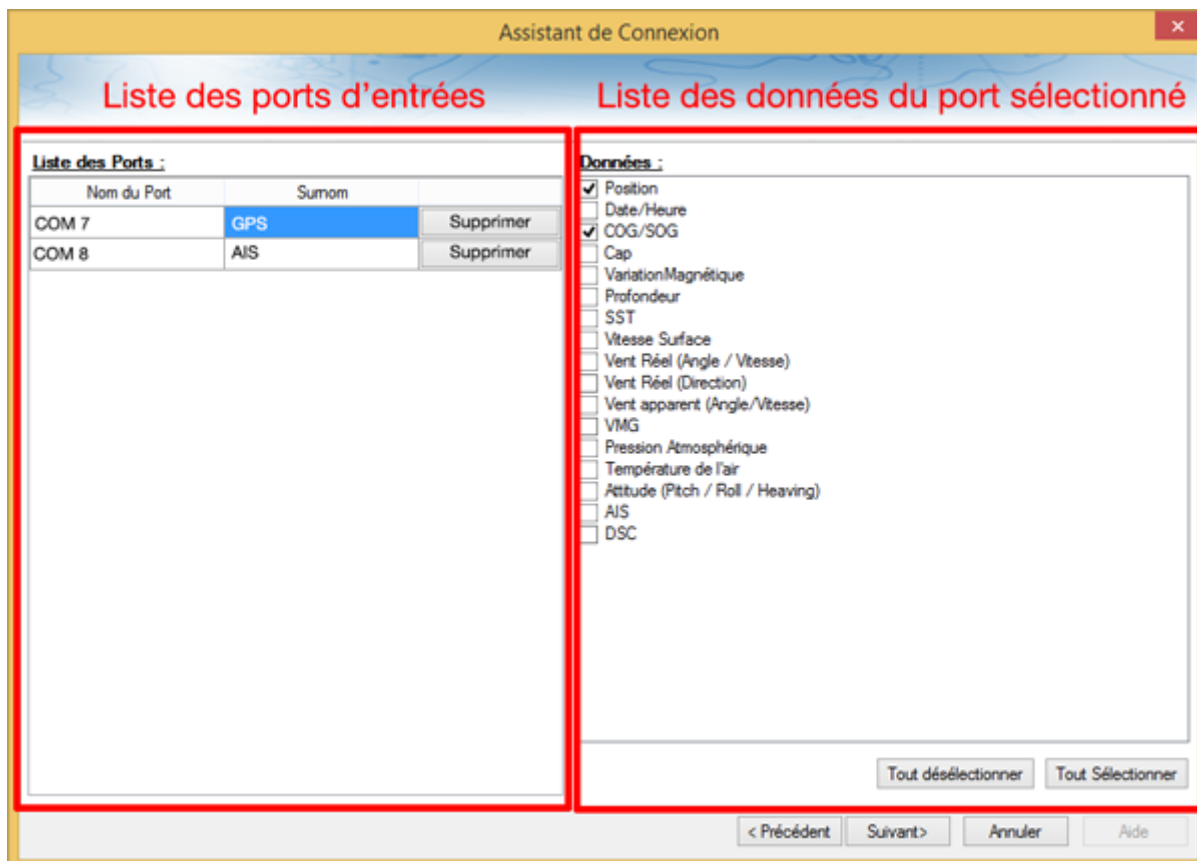 Assistant de Connexion
Liste des ports d'entrées
Liste des données du port sélectionné
Liste des Ports :
Nom du Port Surnom
COM 7 GPS Supprimer
COM 8 AIS Supprimer
Données :
Position
Date/Heure
COG/SOG
Cap
VariationMagnétique
Profondeur
SST
Vitesse Surface
Vent Réel (Angle / Vitesse)
Vent Réel (Direction)
Vent apparent (Angle/Vitesse)
VMG
Pression Atmosphérique
Température de l'air
Attitude (Pitch / Roll / Heaving)
AIS
DSC
Tout désélectionner Tout Sélectionner
< Précédent Suivant> Annuler Aide